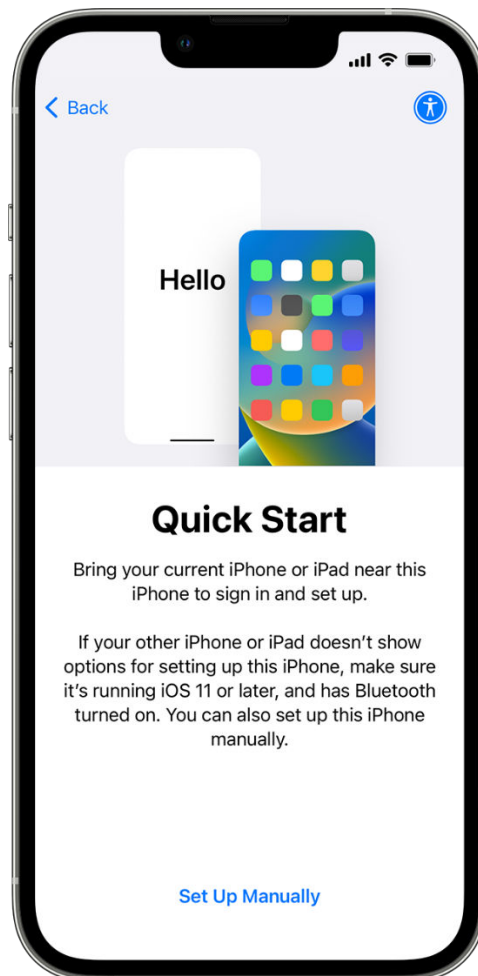 Back
Hello
Quick Start
Bring your current iPhone or iPad near this
iPhone to sign in and set up.
If your other iPhone or iPad doesn’t show
options for setting up this iPhone, make sure
it’s running iOS 11 or later, and has Bluetooth
turned on. You can also set up this iPhone
manually.
Set Up Manually